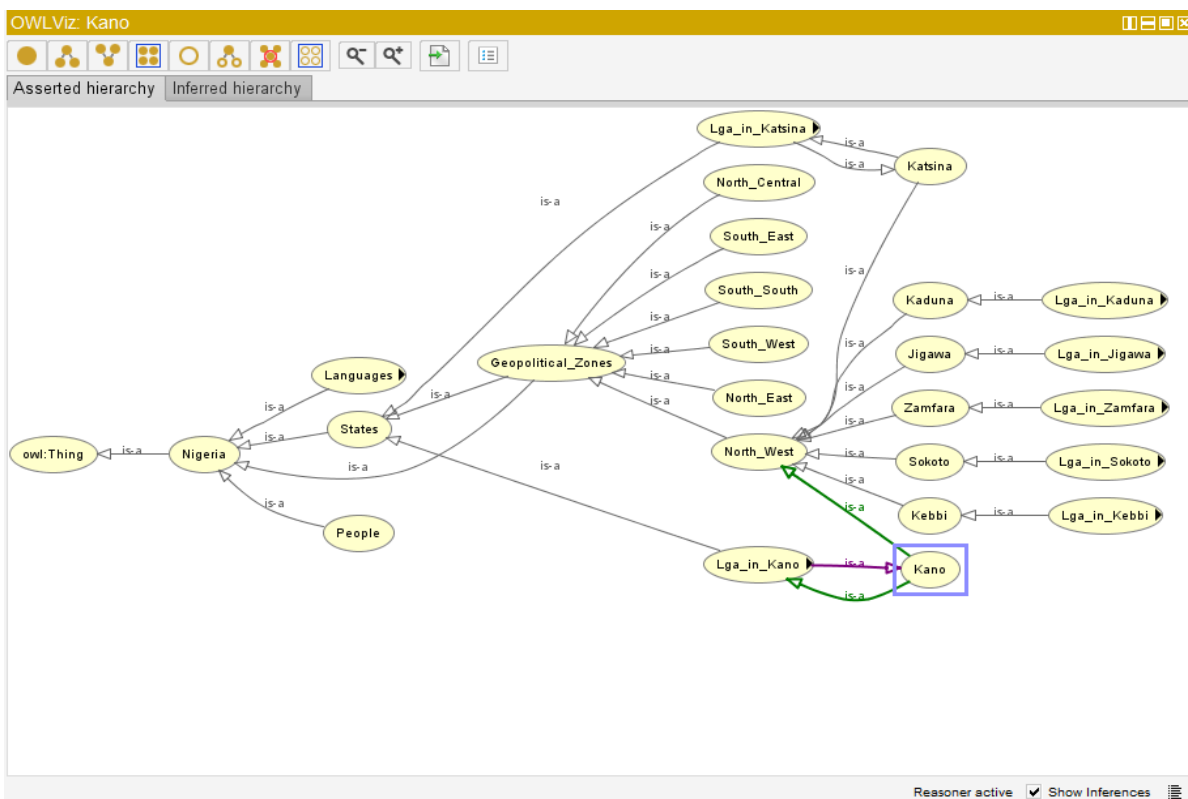 OWLViz: Kano
Asserted hierarchy
Inferred hierarchy
Lga_in_Katsina
is-a
is-a
Katsina
North_Central
is-a
is-a
South_East
is-a
is-a
South_South
Kaduna
is-a
Lga_in_Kaduna
is-a
South_West
is-a
Jigawa
is-a
Lga_in_Jigawa
Geopolitical_Zones
is-a
Languages
is-a
is-a
is-a
North_East
is-a
Zamfara
is-a
Lga_in_Zamfara
is-a
States
is-a
is-a
owl:Thing
is-a
Nigeria
North_West
is-a
Sokoto
is-a
Lga_in_Sokoto
is-a
is-a
is-a
is-a
Kebbi
is-a
Lga_in_Kebbi
is-a
People
Lga_in_Kano
is-a
Kano
is-a
Reasoner active
Show Inferences